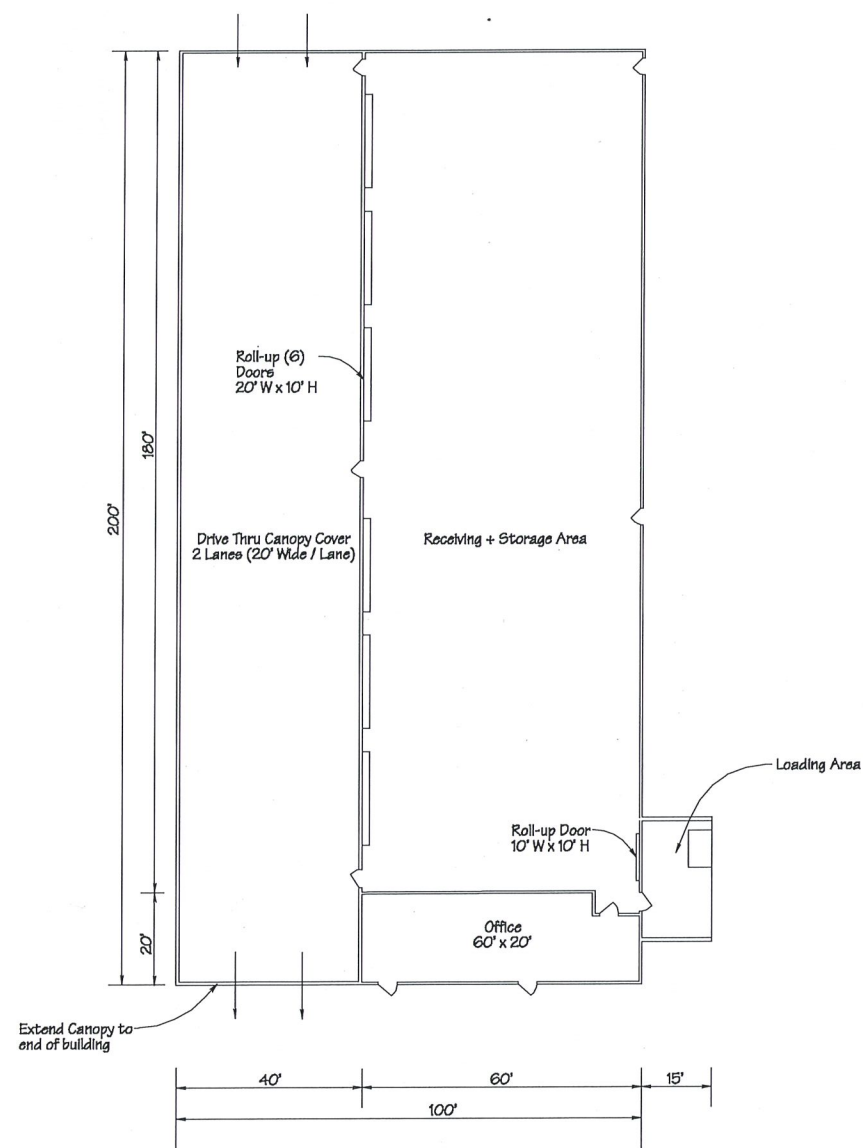 Roll-up (6)
Doors
20' W x 10' H
180'
200'
Drive Thru Canopy Cover
2 Lanes (20' Wide / Lane)
Receiving + Storage Area
Loading Area
Roll-up Door
10' W x 10' H
Office
60' x 20'
20'
Extend Canopy to
end of building
40'
60'
15'
100'